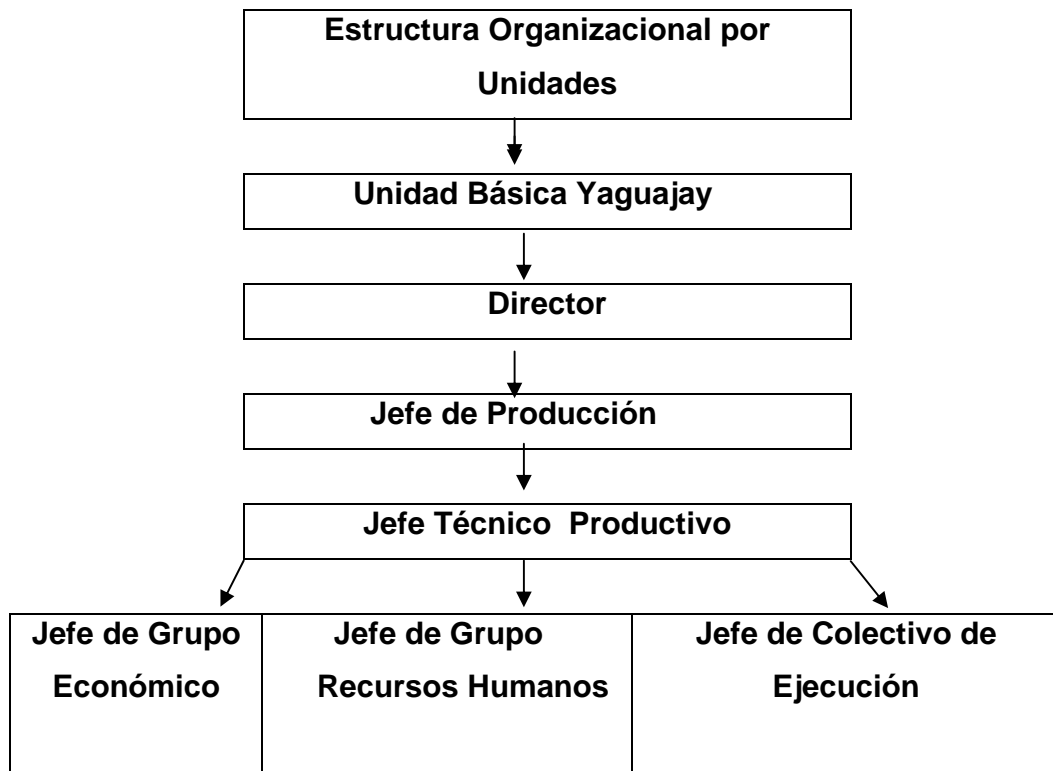 Estructura Organizacional por
Unidades
Unidad Básica Yaguajay
Director
Jefe de Producción
Jefe Técnico  Productivo
Jefe de Grupo
Económico
Jefe de Grupo
Recursos Humanos
Jefe de Colectivo de
Ejecución